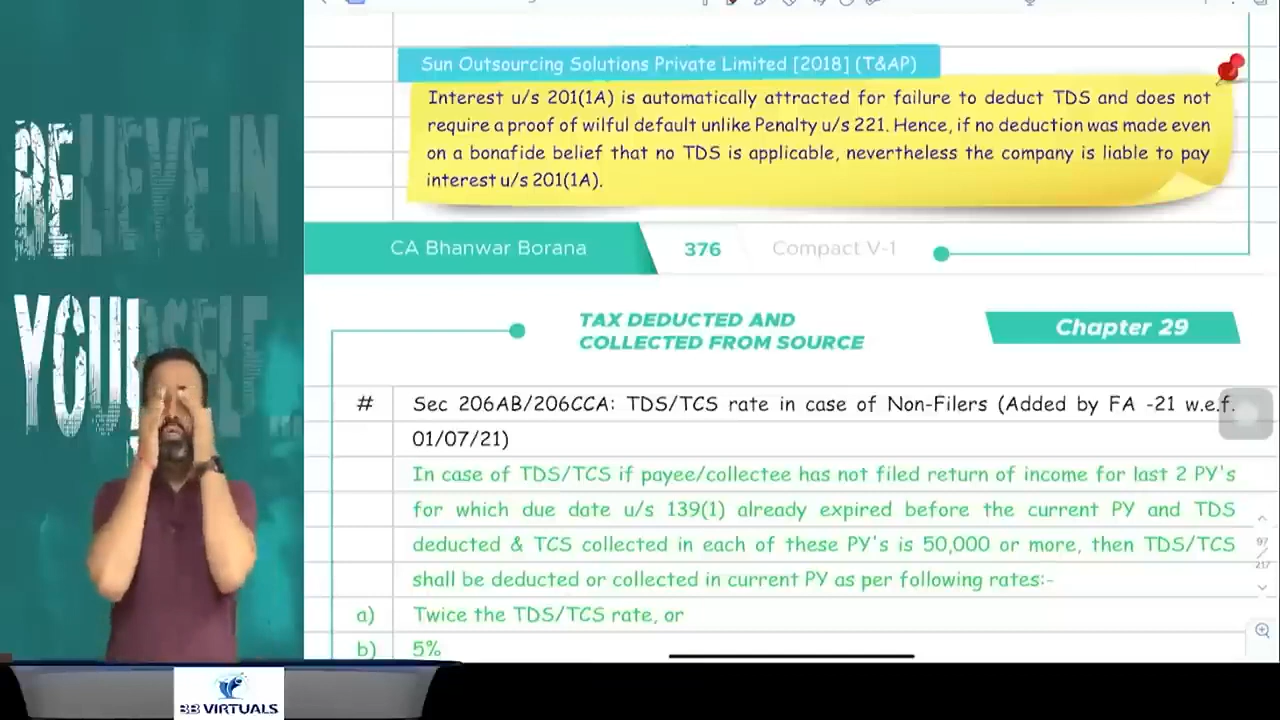 BELIEVE IN
YOURSELF
Sun Outsourcing Solutions Private Limited [2018] (T&AP)
Interest u/s 201(1A) is automatically attracted for failure to deduct TDS and does not
require a proof of wilful default unlike Penalty u/s 221. Hence, if no deduction was made even
on a bonafide belief that no TDS is applicable, nevertheless the company is liable to pay
interest u/s 201(1A).
CA Bhanwar Borana 376 Compact V-1
TAX DEDUCTED AND
COLLECTED FROM SOURCE
Chapter 29
# Sec 206AB/206CCA: TDS/TCS rate in case of Non-Filers (Added by FA -21 w.e.f.
01/07/21)
In case of TDS/TCS if payee/collectee has not filed return of income for last 2 PY's
for which due date u/s 139(1) already expired before the current PY and TDS
deducted & TCS collected in each of these PY's is 50,000 or more, then TDS/TCS
shall be deducted or collected in current PY as per following rates:-
a) Twice the TDS/TCS rate, or
b) 5%
97
217
BB VIRTUALS